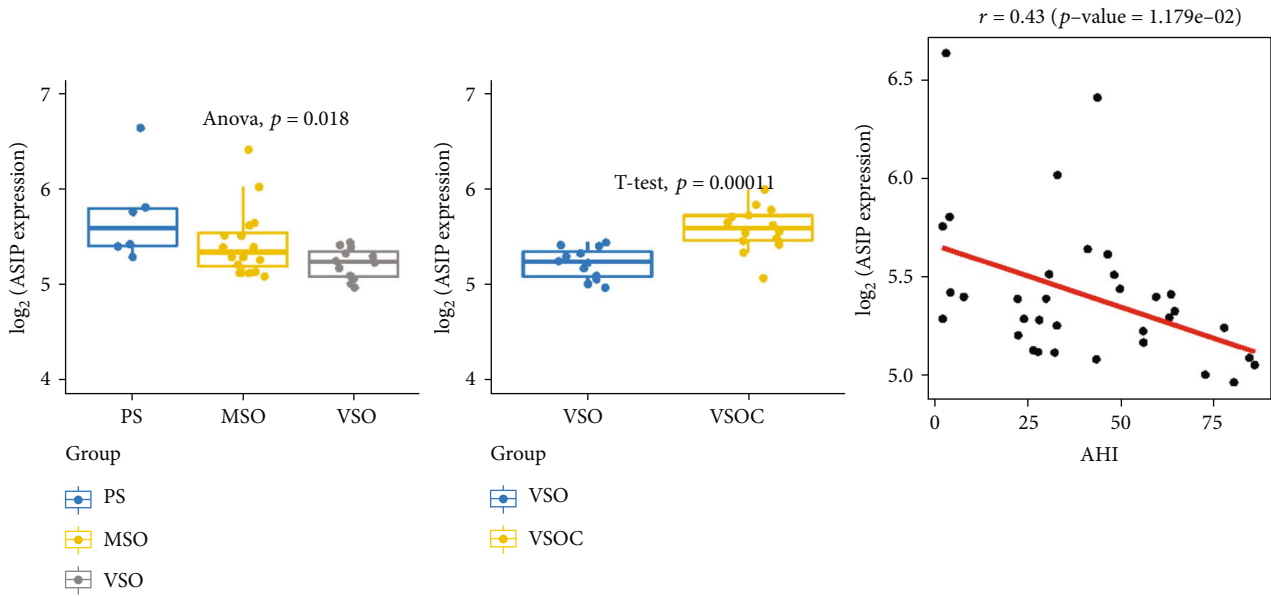 log2 (ASIP expression)
7
6
5
4
Anova, p = 0.018
PS MSO VSO
Group
PS
MSO
VSO
log2 (ASIP expression)
7
6
5
4
T-test, p = 0.00011
VSO VSOC
Group
VSO
VSOC
r = 0.43 (p–value = 1.179e–02)
log2 (ASIP expression)
6.5
6.0
5.5
5.0
0 25 50 75
AHI